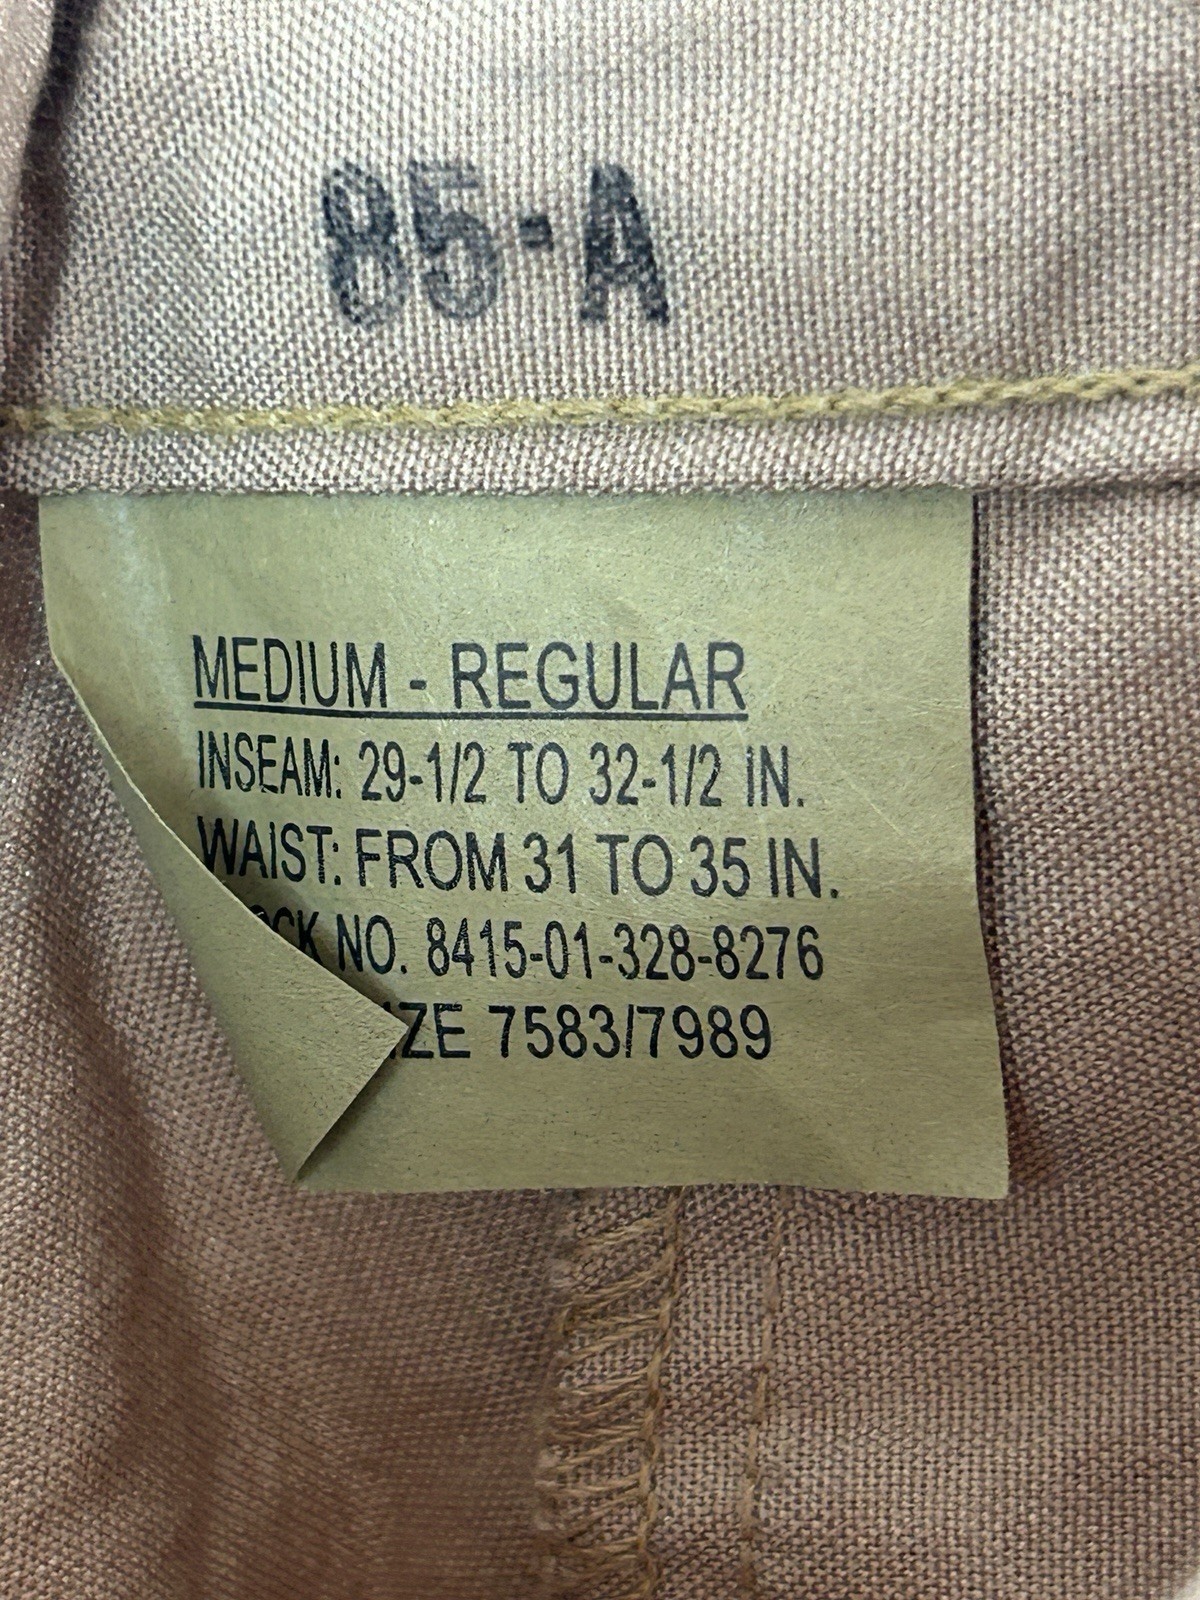 85-A
MEDIUM - REGULAR
INSEAM: 29-1/2 TO 32-1/2 IN.
WAIST: FROM 31 TO 35 IN.
NO. 8415-01-328-8276
7583/7989